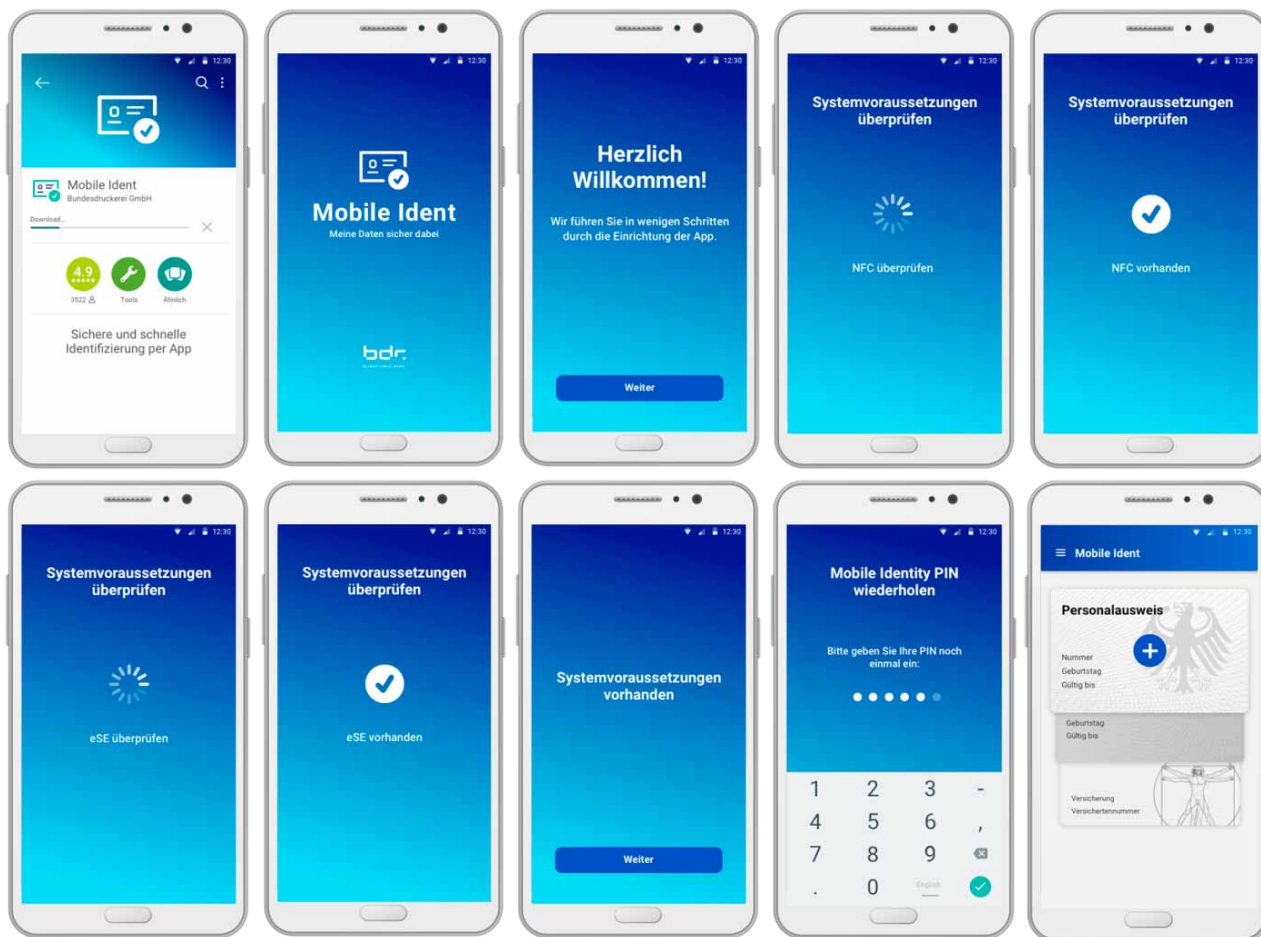 12:30
Mobile Ident
Bundesdruckerei GmbH
Download...
4.9
3522
Tools
Ähnlich
Sichere und schnelle
Identifizierung per App
12:30
Mobile Ident
Meine Daten sicher dabei
bdr.
12:30
Herzlich
Willkommen!
Wir führen Sie in wenigen Schritten
durch die Einrichtung der App.
Weiter
12:30
Systemvoraussetzungen
überprüfen
NFC überprüfen
12:30
Systemvoraussetzungen
überprüfen
NFC vorhanden
12:30
Systemvoraussetzungen
überprüfen
eSE überprüfen
12:30
Systemvoraussetzungen
überprüfen
eSE vorhanden
12:30
Systemvoraussetzungen
vorhanden
Weiter
12:30
Mobile Identity PIN
wiederholen
Bitte geben Sie Ihre PIN noch
einmal ein:
1 2 3 -
4 5 6 ,
7 8 9
. 0 English
12:30
Mobile Ident
Personalausweis
Nummer
Geburtstag
Gültig bis
Geburtstag
Gültig bis
Versicherung
Versichertennummer